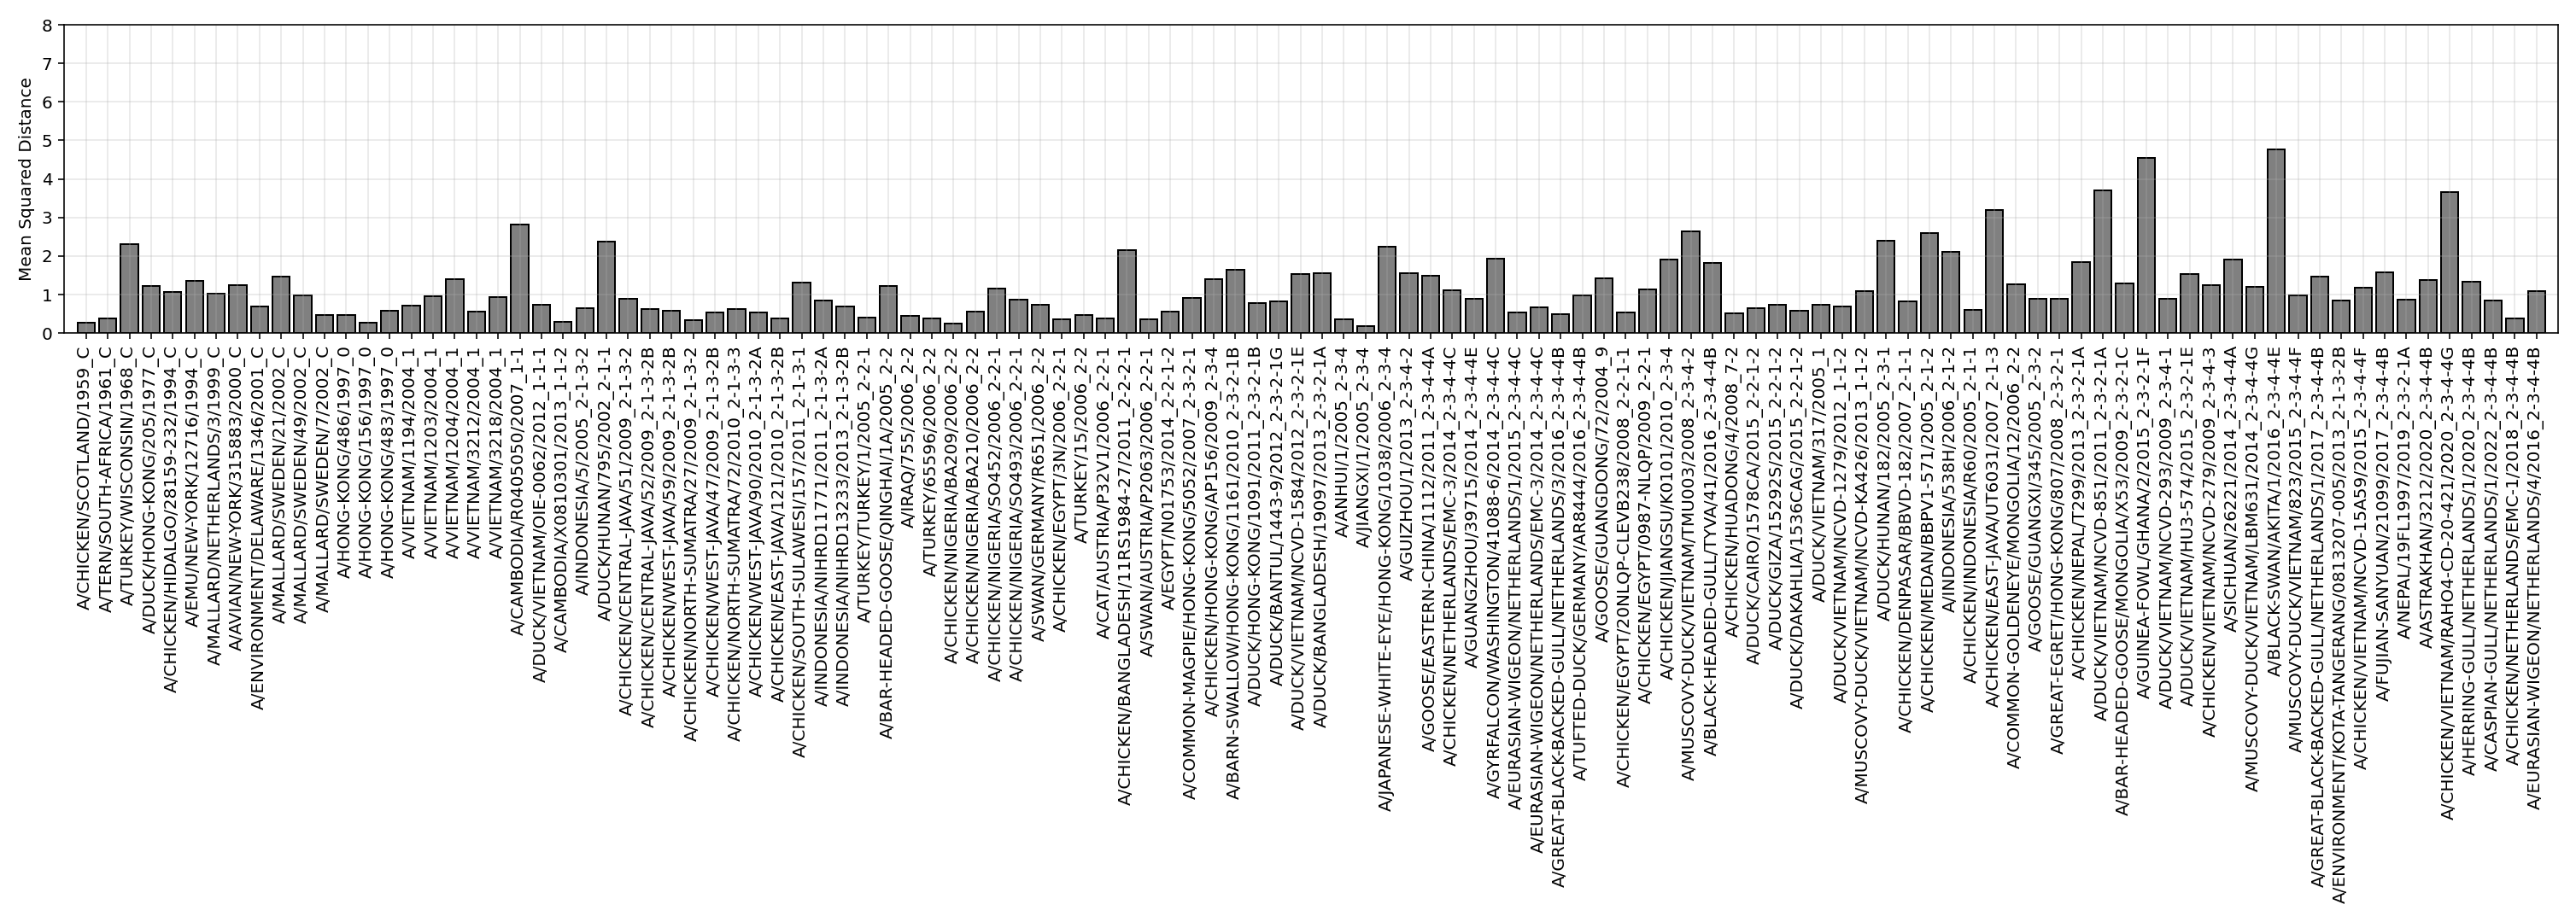 8
7
6
5
4
3
2
1
0
Mean Squared Distance
A/CHICKEN/SCOTLAND/1959_C
A/TERN/SOUTH-AFRICA/1961_C
A/TURKEY/WISCONSIN/1968_C
A/DUCK/HONG-KONG/205/1977_C
A/CHICKEN/HIDALGO/28159-232/1994_C
A/EMU/NEW-YORK/12716/1994_C
A/MALLARD/NETHERLANDS/3/1999_C
A/AVIAN/NEW-YORK/315883/2000_C
A/ENVIRONMENT/DELAWARE/1346/2001_C
A/MALLARD/SWEDEN/21/2002_C
A/MALLARD/SWEDEN/49/2002_C
A/MALLARD/SWEDEN/7/2002_C
A/HONG-KONG/486/1997_0
A/HONG-KONG/156/1997_0
A/HONG-KONG/483/1997_0
A/VIETNAM/1194/2004_1
A/VIETNAM/1203/2004_1
A/VIETNAM/1204/2004_1
A/VIETNAM/3212/2004_1
A/VIETNAM/3218/2004_1
A/CAMBODIA/R0405050/2007_1-1
A/DUCK/VIETNAM/OIE-0062/2012_1-1-1
A/CAMBODIA/X0810301/2013_1-1-2
A/INDONESIA/5/2005_2-1-3-2
A/DUCK/HUNAN/795/2002_2-1-1
A/CHICKEN/CENTRAL-JAVA/51/2009_2-1-3-2
A/CHICKEN/CENTRAL-JAVA/52/2009_2-1-3-2B
A/CHICKEN/WEST-JAVA/59/2009_2-1-3-2B
A/CHICKEN/NORTH-SUMATRA/27/2009_2-1-3-2
A/CHICKEN/WEST-JAVA/47/2009_2-1-3-2B
A/CHICKEN/NORTH-SUMATRA/72/2010_2-1-3-3
A/CHICKEN/WEST-JAVA/90/2010_2-1-3-2A
A/CHICKEN/EAST-JAVA/121/2010_2-1-3-2B
A/CHICKEN/SOUTH-SULAWESI/157/2011_2-1-3-1
A/INDONESIA/NIHRD11771/2011_2-1-3-2A
A/INDONESIA/NIHRD13233/2013_2-1-3-2B
A/TURKEY/TURKEY/1/2005_2-2-1
A/BAR-HEADED-GOOSE/QINGHAI/1A/2005_2-2
A/IRAQ/755/2006_2-2
A/TURKEY/65596/2006_2-2
A/CHICKEN/NIGERIA/BA209/2006_2-2
A/CHICKEN/NIGERIA/BA210/2006_2-2
A/CHICKEN/NIGERIA/SO452/2006_2-2-1
A/CHICKEN/NIGERIA/SO493/2006_2-2-1
A/SWAN/GERMANY/R651/2006_2-2
A/CHICKEN/EGYPT/3N/2006_2-2-1
A/TURKEY/15/2006_2-2
A/CAT/AUSTRIA/P32V1/2006_2-2-1
A/CHICKEN/BANGLADESH/11RS1984-27/2011_2-2-2-1
A/SWAN/AUSTRIA/P2063/2006_2-2-1
A/EGYPT/N01753/2014_2-2-1-2
A/COMMON-MAGPIE/HONG-KONG/5052/2007_2-3-2-1
A/CHICKEN/HONG-KONG/AP156/2009_2-3-4
A/BARN-SWALLOW/HONG-KONG/1161/2010_2-3-2-1B
A/DUCK/HONG-KONG/1091/2011_2-3-2-1B
A/DUCK/BANTUL/1443-9/2012_2-3-2-1G
A/DUCK/VIETNAM/NCVD-1584/2012_2-3-2-1E
A/DUCK/BANGLADESH/19097/2013_2-3-2-1A
A/ANHUI/1/2005_2-3-4
A/JIANGXI/1/2005_2-3-4
A/JAPANESE-WHITE-EYE/HONG-KONG/1038/2006_2-3-4
A/GUIZHOU/1/2013_2-3-4-2
A/GOOSE/EASTERN-CHINA/1112/2011_2-3-4-4A
A/CHICKEN/NETHERLANDS/EMC-3/2014_2-3-4-4C
A/GUANGZHOU/39715/2014_2-3-4-4E
A/GYRFALCON/WASHINGTON/41088-6/2014_2-3-4-4C
A/EURASIAN-WIGEON/NETHERLANDS/1/2015_2-3-4-4C
A/EURASIAN-WIGEON/NETHERLANDS/EMC-3/2014_2-3-4-4C
A/GREAT-BLACK-BACKED-GULL/NETHERLANDS/3/2016_2-3-4-4B
A/TUFTED-DUCK/GERMANY/AR8444/2016_2-3-4-4B
A/GOOSE/GUANGDONG/72/2004_9
A/CHICKEN/EGYPT/20NLQP-CLEVB238/2008_2-2-1-1
A/CHICKEN/EGYPT/0987-NLQP/2009_2-2-1
A/CHICKEN/JIANGSU/K0101/2010_2-3-4
A/MUSCOVY-DUCK/VIETNAM/TMU003/2008_2-3-4-2
A/BLACK-HEADED-GULL/TYVA/41/2016_2-3-4-4B
A/CHICKEN/HUADONG/4/2008_7-2
A/DUCK/CAIRO/1578CA/2015_2-2-1-2
A/DUCK/GIZA/15292S/2015_2-2-1-2
A/DUCK/DAKAHLIA/1536CAG/2015_2-2-1-2
A/DUCK/VIETNAM/317/2005_1
A/DUCK/VIETNAM/NCVD-1279/2012_1-1-2
A/MUSCOVY-DUCK/VIETNAM/NCVD-KA426/2013_1-1-2
A/DUCK/HUNAN/182/2005_2-3-1
A/CHICKEN/DENPASAR/BBVD-182/2007_2-1-1
A/CHICKEN/MEDAN/BBPV1-571/2009_2-1-2
A/INDONESIA/538H/2006_2-1-2
A/CHICKEN/INDONESIA/R60/2005_2-1-1
A/CHICKEN/EAST-JAVA/UT6031/2007_2-1-3
A/COMMON-GOLDENEYE/MONGOLIA/12/2006_2-2
A/GOOSE/GUANGXI/345/2005_2-3-2
A/GREAT-EGRET/HONG-KONG/807/2008_2-3-2-1
A/CHICKEN/NEPAL/T299/2013_2-3-2-1A
A/DUCK/VIETNAM/NCVD-851/2011_2-3-2-1A
A/BAR-HEADED-GOOSE/MONGOLIA/X53/2009_2-3-2-1C
A/GUINEA-FOWL/GHANA/2/2015_2-3-2-1F
A/DUCK/VIETNAM/NCVD-293/2009_2-3-4-1
A/DUCK/VIETNAM/HU3-574/2015_2-3-2-1E
A/CHICKEN/VIETNAM/NCVD-279/2009_2-3-4-3
A/SICHUAN/26221/2014_2-3-4-4A
A/MUSCOVY-DUCK/VIETNAM/LBM631/2014_2-3-4-4G
A/BLACK-SWAN/AKITA/1/2016_2-3-4-4E
A/MUSCOVY-DUCK/VIETNAM/823/2015_2-3-4-4F
A/GREAT-BLACK-BACKED-GULL/NETHERLANDS/1/2017_2-3-4-4B
A/ENVIRONMENT/KOTA-TANGERANG/0813207-005/2013_2-1-3-2B
A/CHICKEN/VIETNAM/NCVD-15A59/2015_2-3-4-4F
A/FUJIAN-SANYUAN/21099/2017_2-3-4-4B
A/NEPAL/19FL1997/2019_2-3-2-1A
A/ASTRAKHAN/3212/2020_2-3-4-4B
A/CHICKEN/VIETNAM/RAHO4-CD-20-421/2020_2-3-4-4G
A/HERRING-GULL/NETHERLANDS/1/2020_2-3-4-4B
A/CASPIAN-GULL/NETHERLANDS/1/2022_2-3-4-4B
A/CHICKEN/NETHERLANDS/EMC-1/2018_2-3-4-4B
A/EURASIAN-WIGEON/NETHERLANDS/4/2016_2-3-4-4B